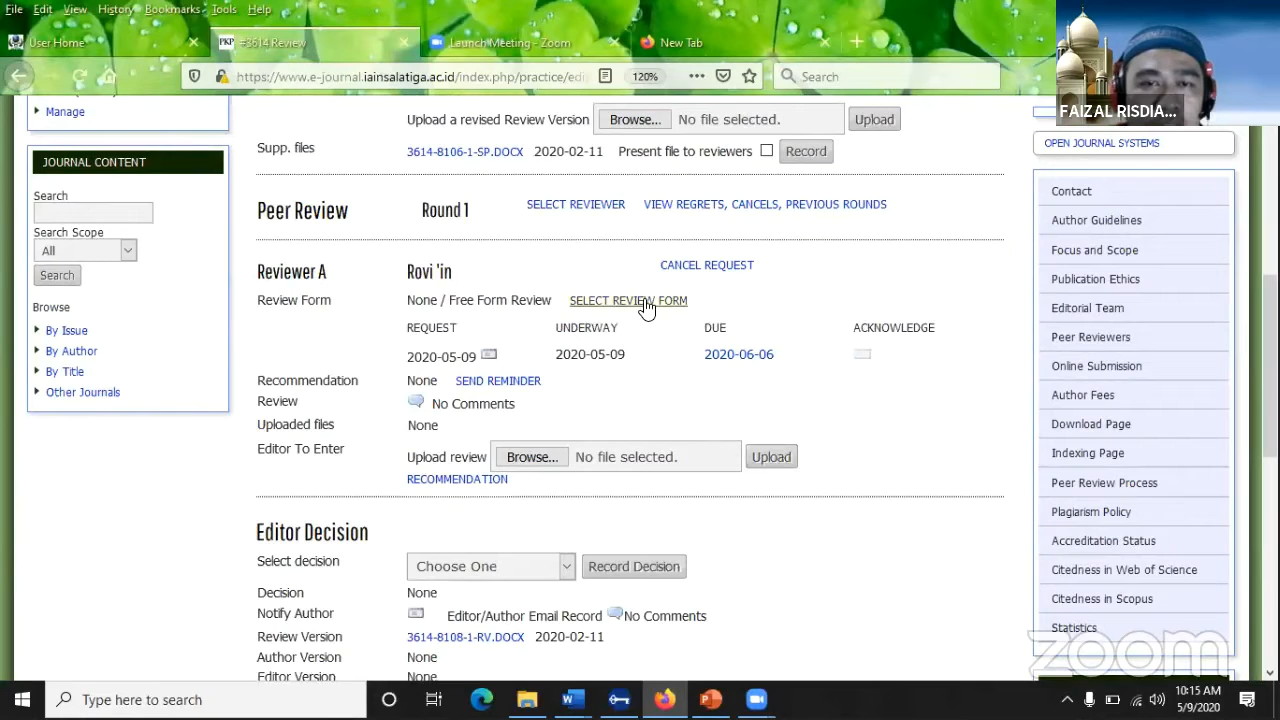 File Edit View History Bookmarks Tools Help
User Home
PKP #3614 Review
Launch Meeting - Zoom
New Tab
https://www.e-journal.iainsalatiga.ac.id/index.php/practice/edi
120%
Search
FAIZAL RISDIA...
Manage
JOURNAL CONTENT
Search
Search Scope
All
Search
Browse
By Issue
By Author
By Title
Other Journals
Upload a revised Review Version Browse... No file selected. Upload
Supp. files 3614-8106-1-SP.DOCX 2020-02-11 Present file to reviewers Record
Peer Review Round 1 SELECT REVIEWER VIEW REGRETS, CANCELS, PREVIOUS ROUNDS
Reviewer A Rovi 'in CANCEL REQUEST
Review Form None / Free Form Review SELECT REVIEW FORM
REQUEST UNDERWAY DUE ACKNOWLEDGE
2020-05-09 2020-05-09 2020-06-06
Recommendation None SEND REMINDER
Review No Comments
Uploaded files None
Editor To Enter Upload review Browse... No file selected. Upload
RECOMMENDATION
Editor Decision
Select decision Choose One Record Decision
Decision None
Notify Author Editor/Author Email Record No Comments
Review Version 3614-8108-1-RV.DOCX 2020-02-11
Author Version None
Editor Version None
OPEN JOURNAL SYSTEMS
Contact
Author Guidelines
Focus and Scope
Publication Ethics
Editorial Team
Peer Reviewers
Online Submission
Author Fees
Download Page
Indexing Page
Peer Review Process
Plagiarism Policy
Accreditation Status
Citedness in Web of Science
Citedness in Scopus
Statistics
zoom
Type here to search
10:15 AM
5/9/2020